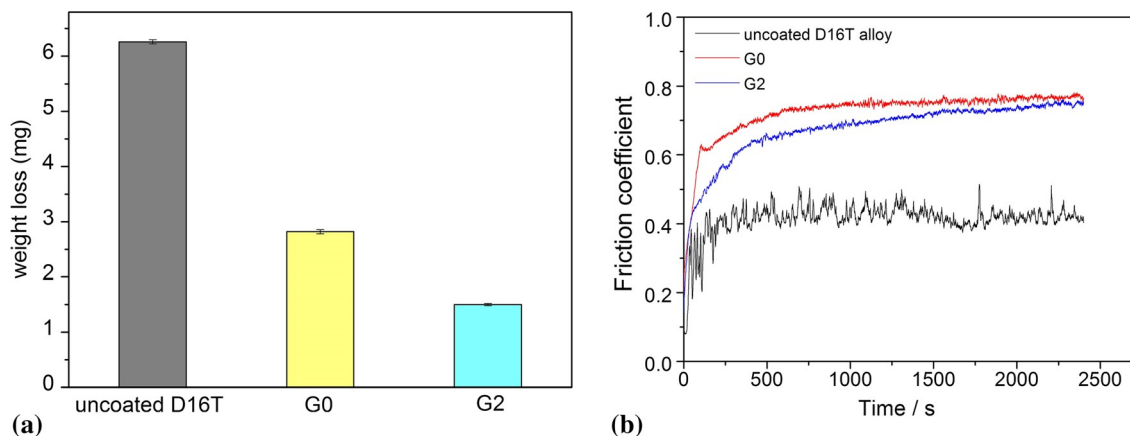 6
5
4
3
2
1
0
weight loss (mg)
uncoated D16T G0 G2
(a)
1.0
0.8
0.6
0.4
0.2
0.0
Friction coefficient
uncoated D16T alloy
G0
G2
0 500 1000 1500 2000 2500
Time / s
(b)